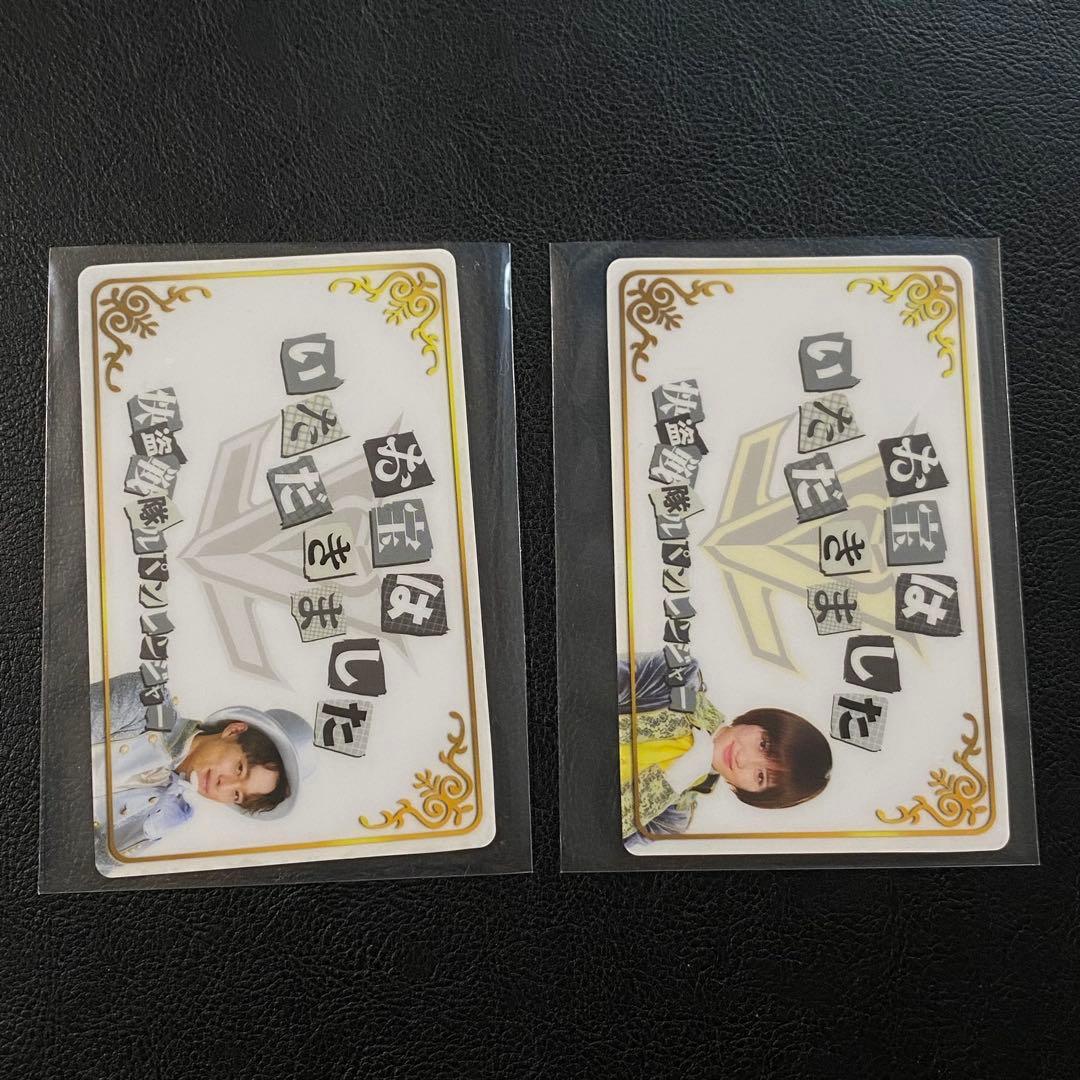 お宝は
いただきました
快盗戦隊ルパンレンジャー
お宝は
いただきました
快盗戦隊ルパンレンジャー